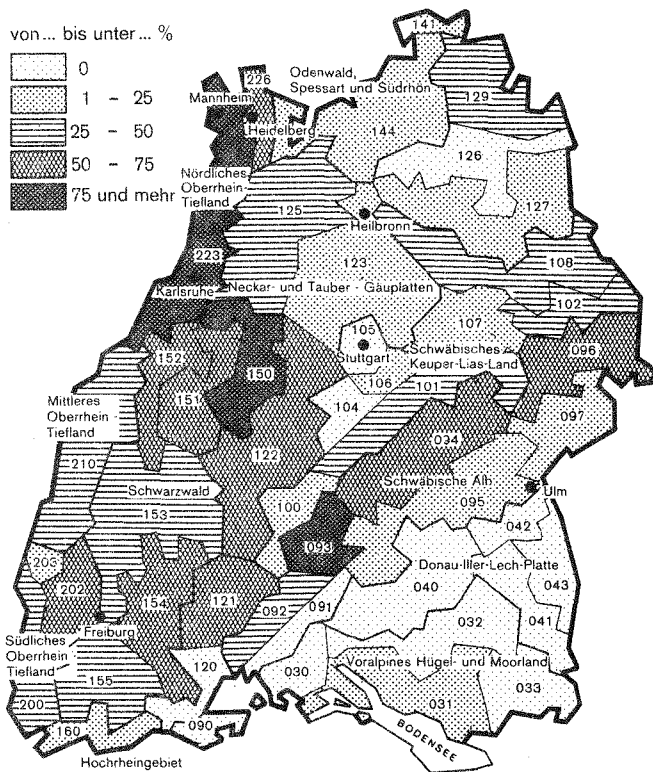 von ... bis unter ... %
0
1 - 25
25 - 50
50 - 75
75 und mehr
141
226
Odenwald,
Spessart und Südrhön
129
Mannheim
Heidelberg
144
126
Nördliches
Oberrhein-
Tiefland
125
127
Heilbronn
223
123
108
Karlsruhe
Neckar- und Tauber - Gäuplatten
102
105
107
152
Stuttgart
Schwäbisches
Keuper-Lias-Land
096
150
106
101
151
104
Mittleres
Oberrhein -
Tiefland
097
122
094
210
Schwäbische Alb
Schwarzwald
095
Ulm
153
100
042
093
203
Donau-Iller-Lech-Platte
040
043
202
154
121
092
091
032
041
Freiburg
Südliches
Oberrhein-
Tiefland
120
030
Voralpines Hügel- und Moorland
155
033
031
200
160
090
BODENSEE
Hochrheingebiet